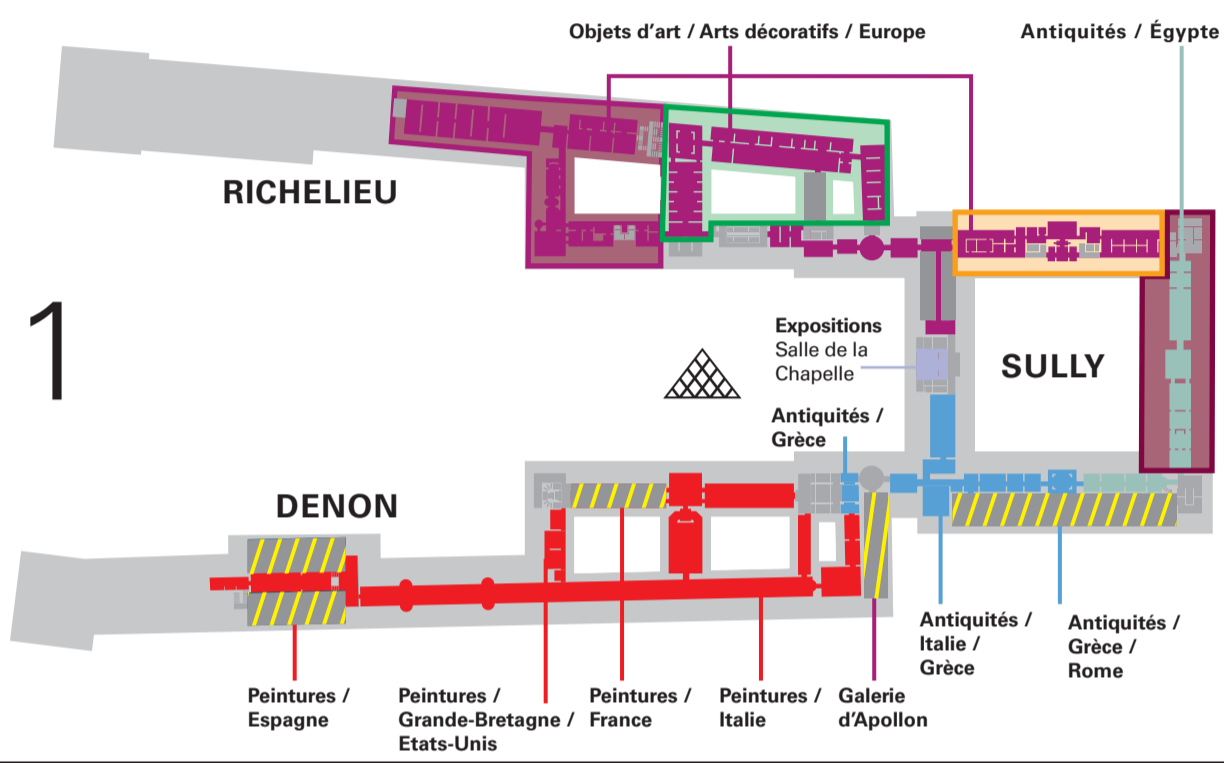 Objets d'art / Arts décoratifs / Europe
Antiquités / Égypte
RICHELIEU
1
Expositions
Salle de la
Chapelle
SULLY
Antiquités /
Grèce
DENON
Antiquités /
Italie /
Grèce
Antiquités /
Grèce /
Rome
Peintures /
Espagne
Peintures /
Grande-Bretagne /
Etats-Unis
Peintures /
France
Peintures /
Italie
Galerie
d'Apollon